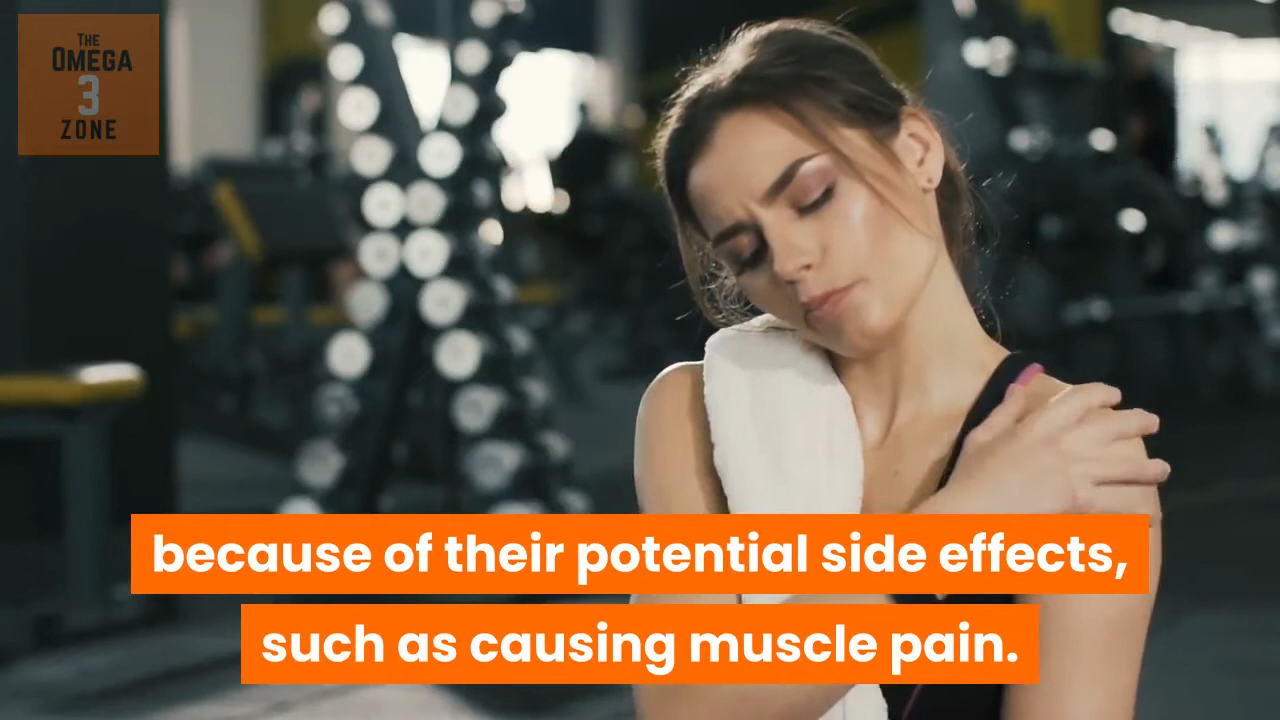 THE
OMEGA
3
ZONE
because of their potential side effects,
such as causing muscle pain.